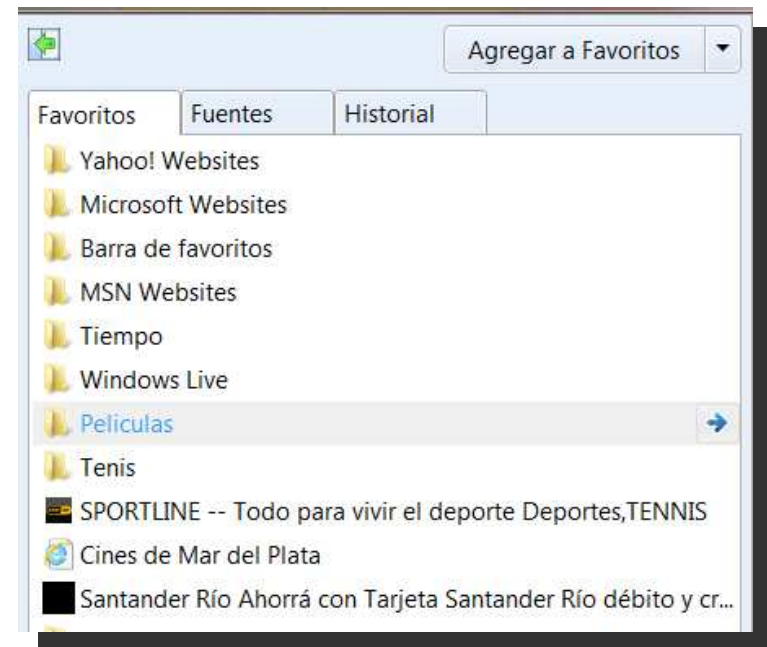 Agregar a Favoritos
Favoritos Fuentes Historial
Yahoo! Websites
Microsoft Websites
Barra de favoritos
MSN Websites
Tiempo
Windows Live
Peliculas
Tenis
SPORTLINE -- Todo para vivir el deporte Deportes,TENNIS
Cines de Mar del Plata
Santander Río Ahorrá con Tarjeta Santander Río débito y cr...